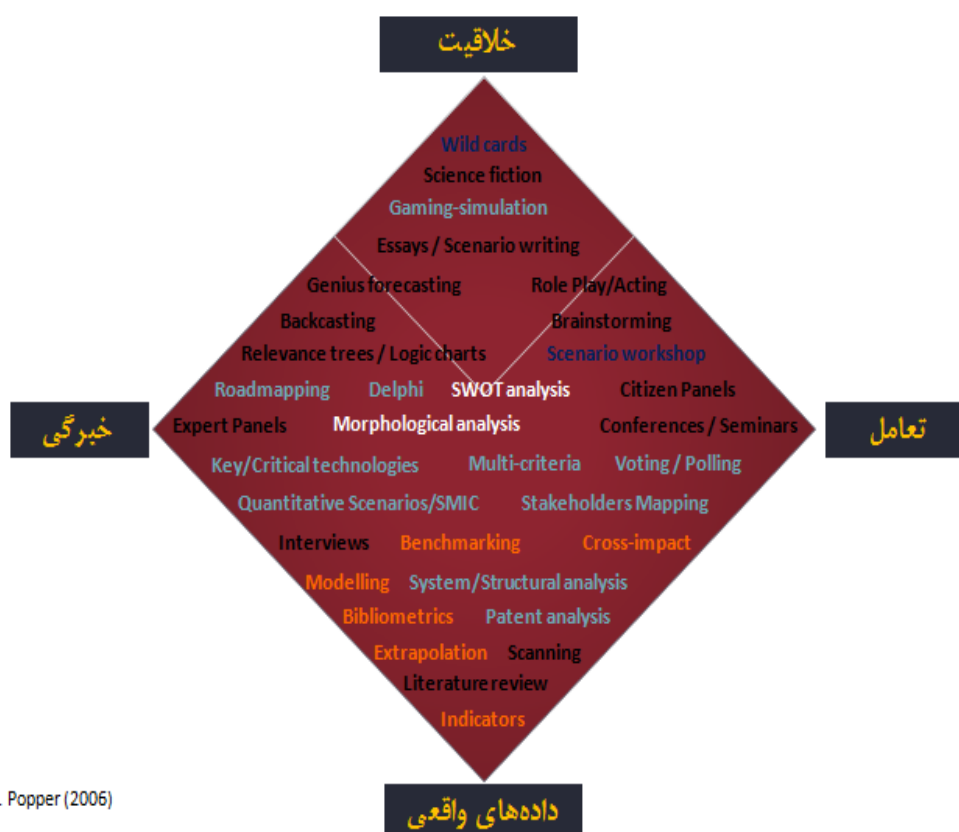 خلاقیت
Wild cards
Science fiction
Gaming-simulation
Essays / Scenario writing
Genius forecasting Role Play/Acting
Backcasting Brainstorming
Relevance trees / Logic charts Scenario workshop
Roadmapping Delphi SWOT analysis Citizen Panels
خبرگی
Expert Panels Morphological analysis Conferences / Seminars
تعامل
Key/Critical technologies Multi-criteria Voting / Polling
Quantitative Scenarios/SMIC Stakeholders Mapping
Interviews Benchmarking Cross-impact
Modelling System/Structural analysis
Bibliometrics Patent analysis
Extrapolation Scanning
Literature review
Indicators
داده‌های واقعی
. Popper (2006)